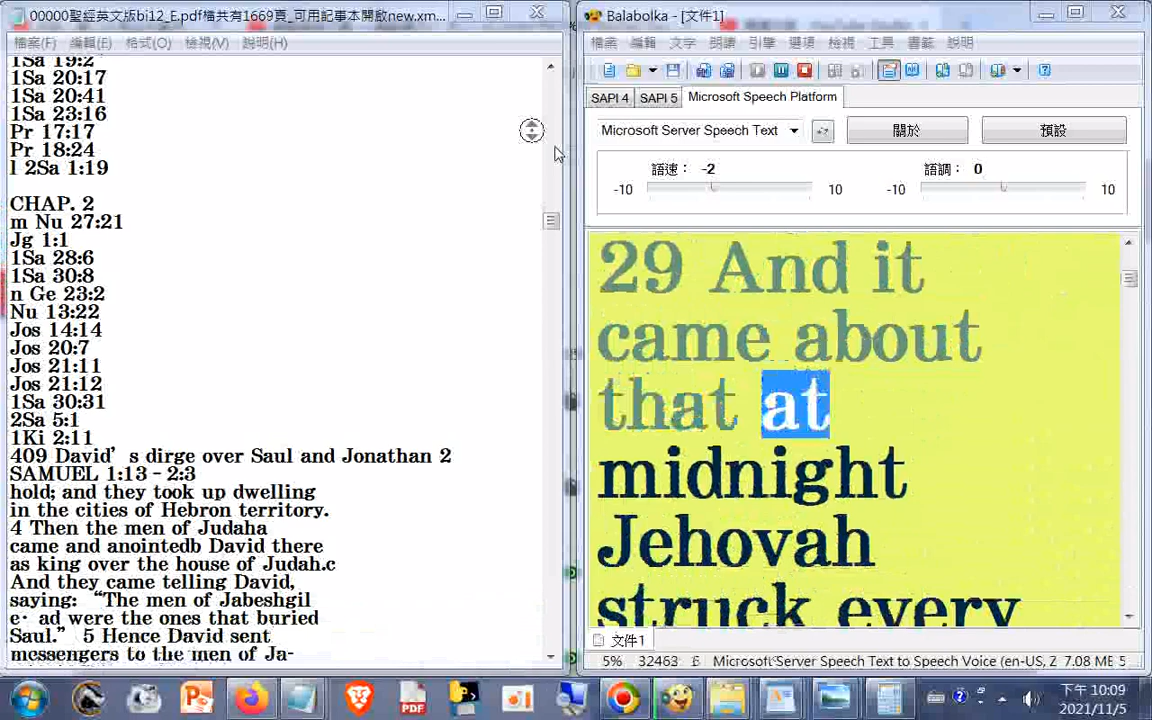 00000聖經英文版bi12_E.pdf檔共有1669頁_可用記事本開啟new.xm...
檔案(F) 編輯(E) 格式(O) 檢視(V) 說明(H)
1Sa 19:2
1Sa 20:17
1Sa 20:41
1Sa 23:16
Pr 17:17
Pr 18:24
l 2Sa 1:19
CHAP. 2
m Nu 27:21
Jg 1:1
1Sa 28:6
1Sa 30:8
n Ge 23:2
Nu 13:22
Jos 14:14
Jos 20:7
Jos 21:11
Jos 21:12
1Sa 30:31
2Sa 5:1
1Ki 2:11
409 David’s dirge over Saul and Jonathan 2
SAMUEL 1:13–2:3
hold; and they took up dwelling
in the cities of Hebron territory.
4 Then the men of Judaha
came and anointedb David there
as king over the house of Judah.c
And they came telling David,
saying: “The men of Jabeshgil
e·ad were the ones that buried
Saul.” 5 Hence David sent
messengers to the men of Ja-
Balabolka - [文件1]
檔案 編輯 文字 朗讀 引擎 選項 檢視 工具 書籤 說明
SAPI 4 SAPI 5 Microsoft Speech Platform
Microsoft Server Speech Text 關於 預設
語速： -2 語調： 0
-10 10 -10 10
29 And it
came about
that at
midnight
Jehovah
struck every
文件1
5% 32463 Microsoft Server Speech Text to Speech Voice (en-US, Z 7.08 MB 5
下午 10:09
2021/11/5